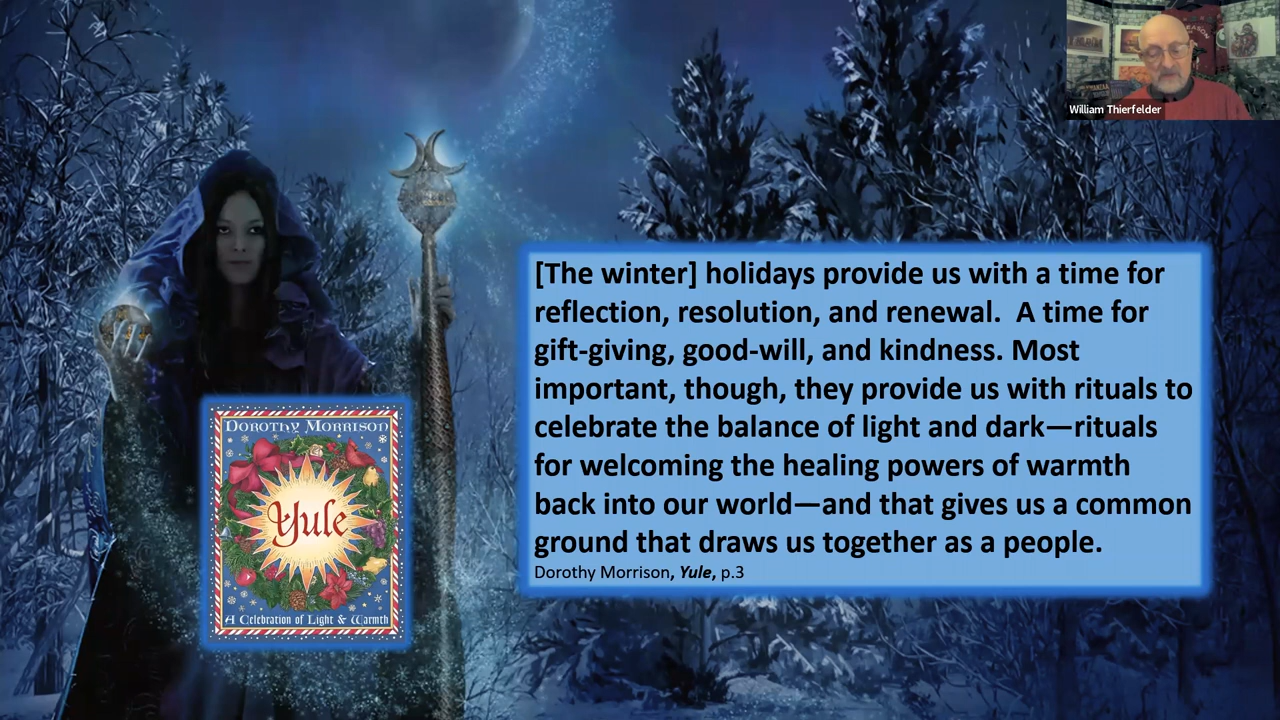 William Thierfelder
[The winter] holidays provide us with a time for
reflection, resolution, and renewal.  A time for
gift-giving, good-will, and kindness. Most
important, though, they provide us with rituals to
celebrate the balance of light and dark—rituals
for welcoming the healing powers of warmth
back into our world—and that gives us a common
ground that draws us together as a people.
Dorothy Morrison, Yule, p.3
DOROTHY MORRISON
Yule
A Celebration of Light & Warmth